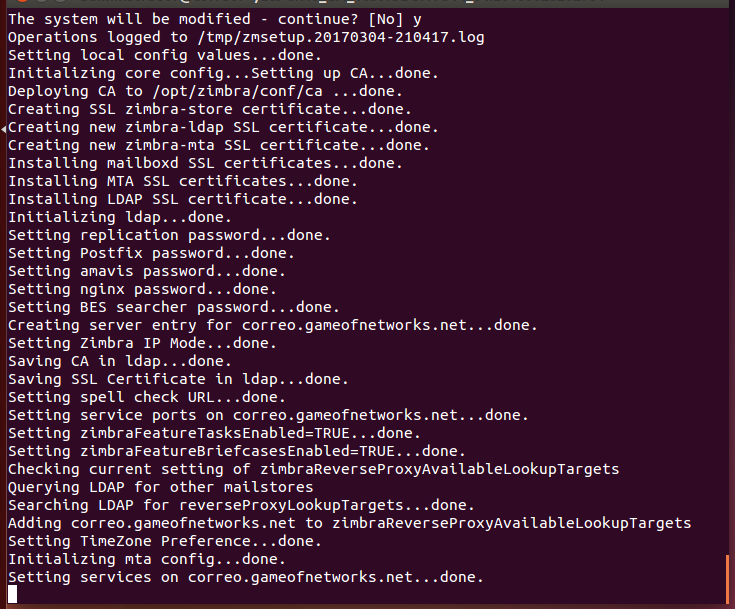 The system will be modified - continue? [No] y
Operations logged to /tmp/zmsetup.20170304-210417.log
Setting local config values...done.
Initializing core config...Setting up CA...done.
Deploying CA to /opt/zimbra/conf/ca ...done.
Creating SSL zimbra-store certificate...done.
Creating new zimbra-ldap SSL certificate...done.
Creating new zimbra-mta SSL certificate...done.
Installing mailboxd SSL certificates...done.
Installing MTA SSL certificates...done.
Installing LDAP SSL certificate...done.
Initializing ldap...done.
Setting replication password...done.
Setting Postfix password...done.
Setting amavis password...done.
Setting nginx password...done.
Setting BES searcher password...done.
Creating server entry for correo.gameofnetworks.net...done.
Setting Zimbra IP Mode...done.
Saving CA in ldap...done.
Saving SSL Certificate in ldap...done.
Setting spell check URL...done.
Setting service ports on correo.gameofnetworks.net...done.
Setting zimbraFeatureTasksEnabled=TRUE...done.
Setting zimbraFeatureBriefcasesEnabled=TRUE...done.
Checking current setting of zimbraReverseProxyAvailableLookupTargets
Querying LDAP for other mailstores
Searching LDAP for reverseProxyLookupTargets...done.
Adding correo.gameofnetworks.net to zimbraReverseProxyAvailableLookupTargets
Setting TimeZone Preference...done.
Initializing mta config...done.
Setting services on correo.gameofnetworks.net...done.